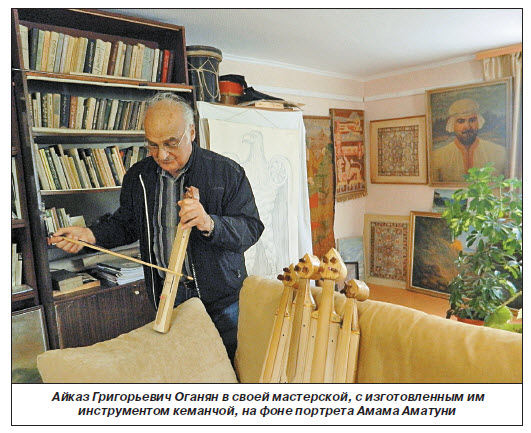 Айказ Григорьевич Оганян в своей мастерской, с изготовленным им
инструментом кеманчой, на фоне портрета Амама Аматуни